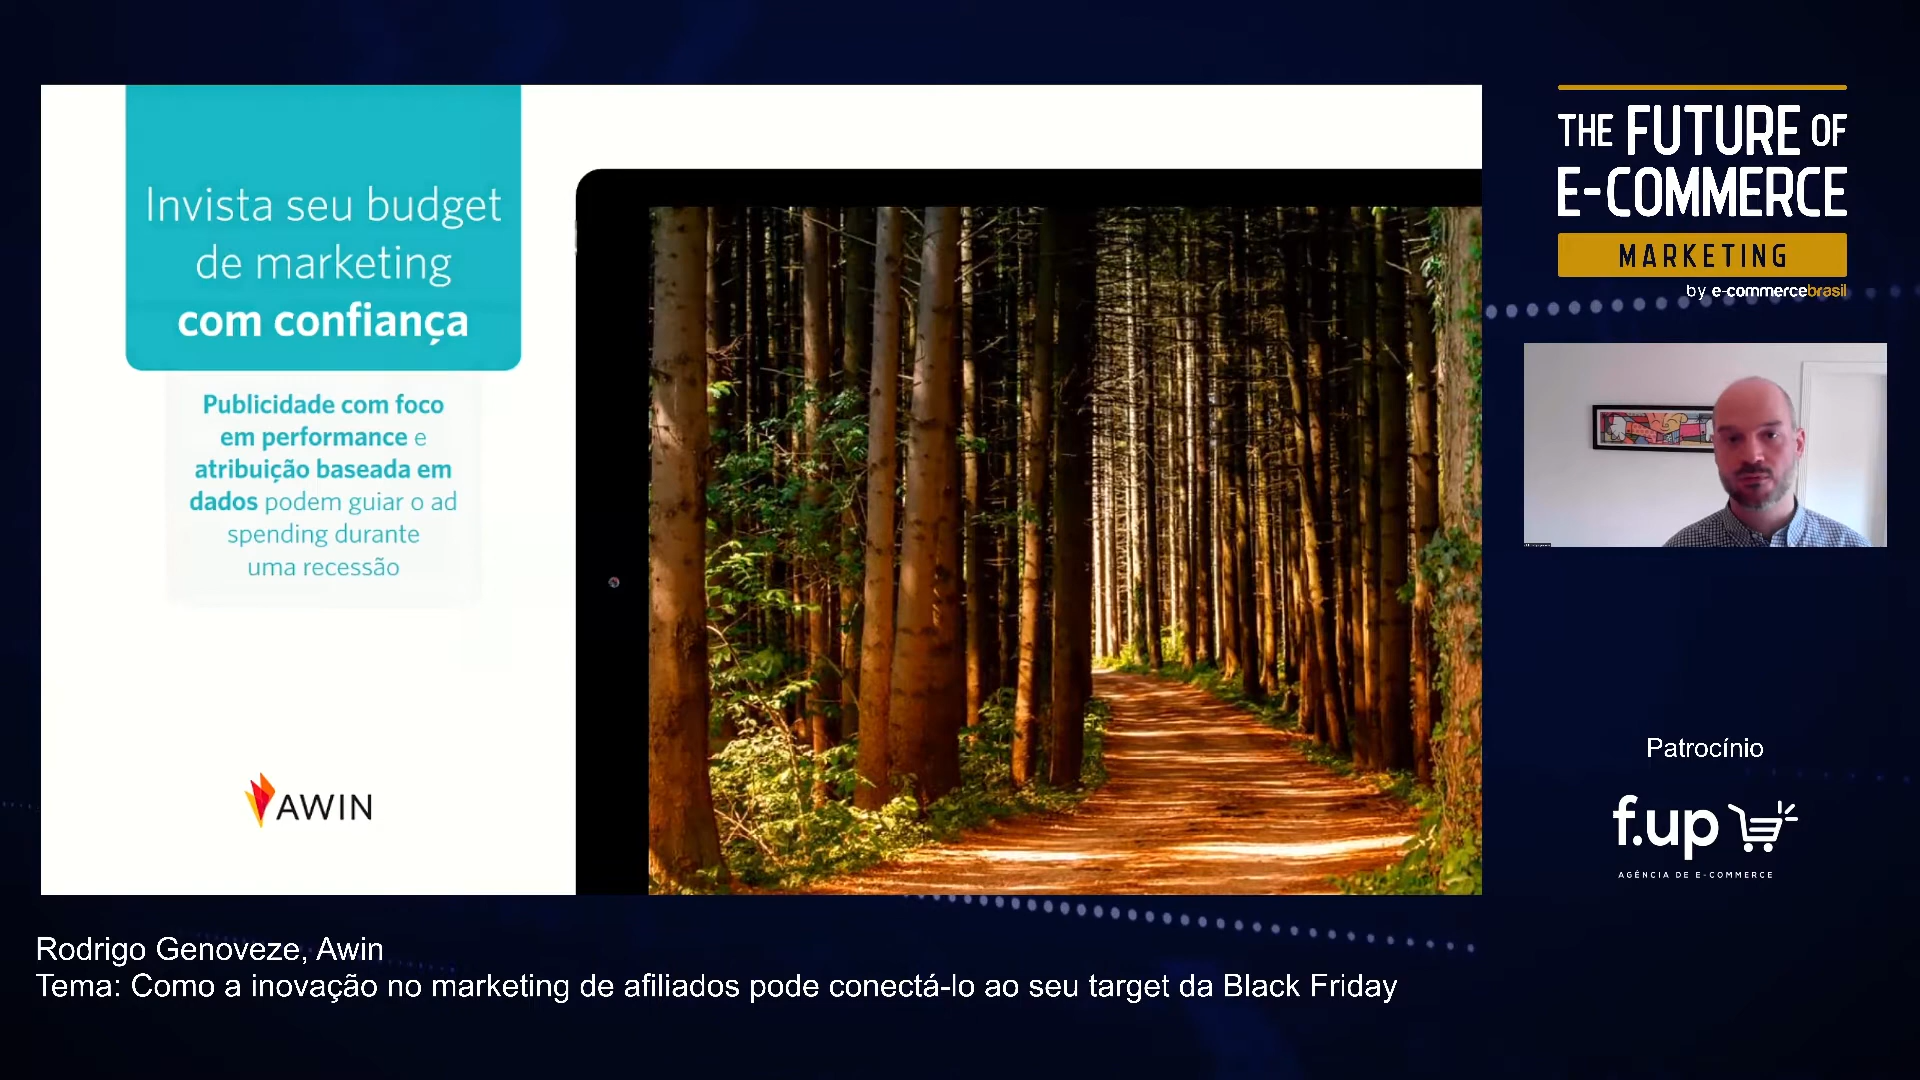 Invista seu budget
de marketing
com confiança
Publicidade com foco
em performance e
atribuição baseada em
dados podem guiar o ad
spending durante
uma recessão
AWIN
THE FUTURE OF
E-COMMERCE
MARKETING
by e-commercebrasil
Patrocínio
f.up
AGÊNCIA DE E-COMMERCE
Rodrigo Genoveze, Awin
Tema: Como a inovação no marketing de afiliados pode conectá-lo ao seu target da Black Friday